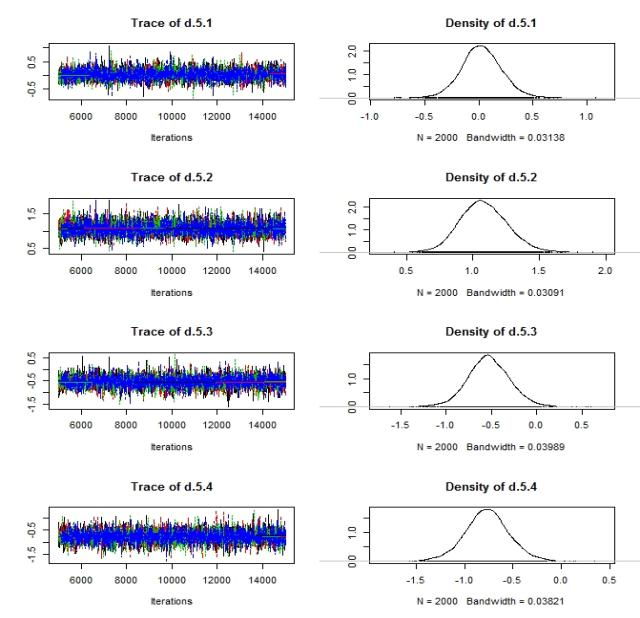 Trace of d.5.1
Density of d.5.1
-0.5 0.5
0.0 1.0 2.0
6000 8000 10000 12000 14000
-1.0 -0.5 0.0 0.5 1.0
Iterations
N = 2000 Bandwidth = 0.03138
Trace of d.5.2
Density of d.5.2
0.5 1.5
0.0 1.0 2.0
6000 8000 10000 12000 14000
0.5 1.0 1.5 2.0
Iterations
N = 2000 Bandwidth = 0.03091
Trace of d.5.3
Density of d.5.3
-1.5 -0.5 0.5
0.0 1.0
6000 8000 10000 12000 14000
-1.5 -1.0 -0.5 0.0 0.5
Iterations
N = 2000 Bandwidth = 0.03989
Trace of d.5.4
Density of d.5.4
-1.5 -0.5
0.0 1.0
6000 8000 10000 12000 14000
-1.5 -1.0 -0.5 0.0 0.5
Iterations
N = 2000 Bandwidth = 0.03821